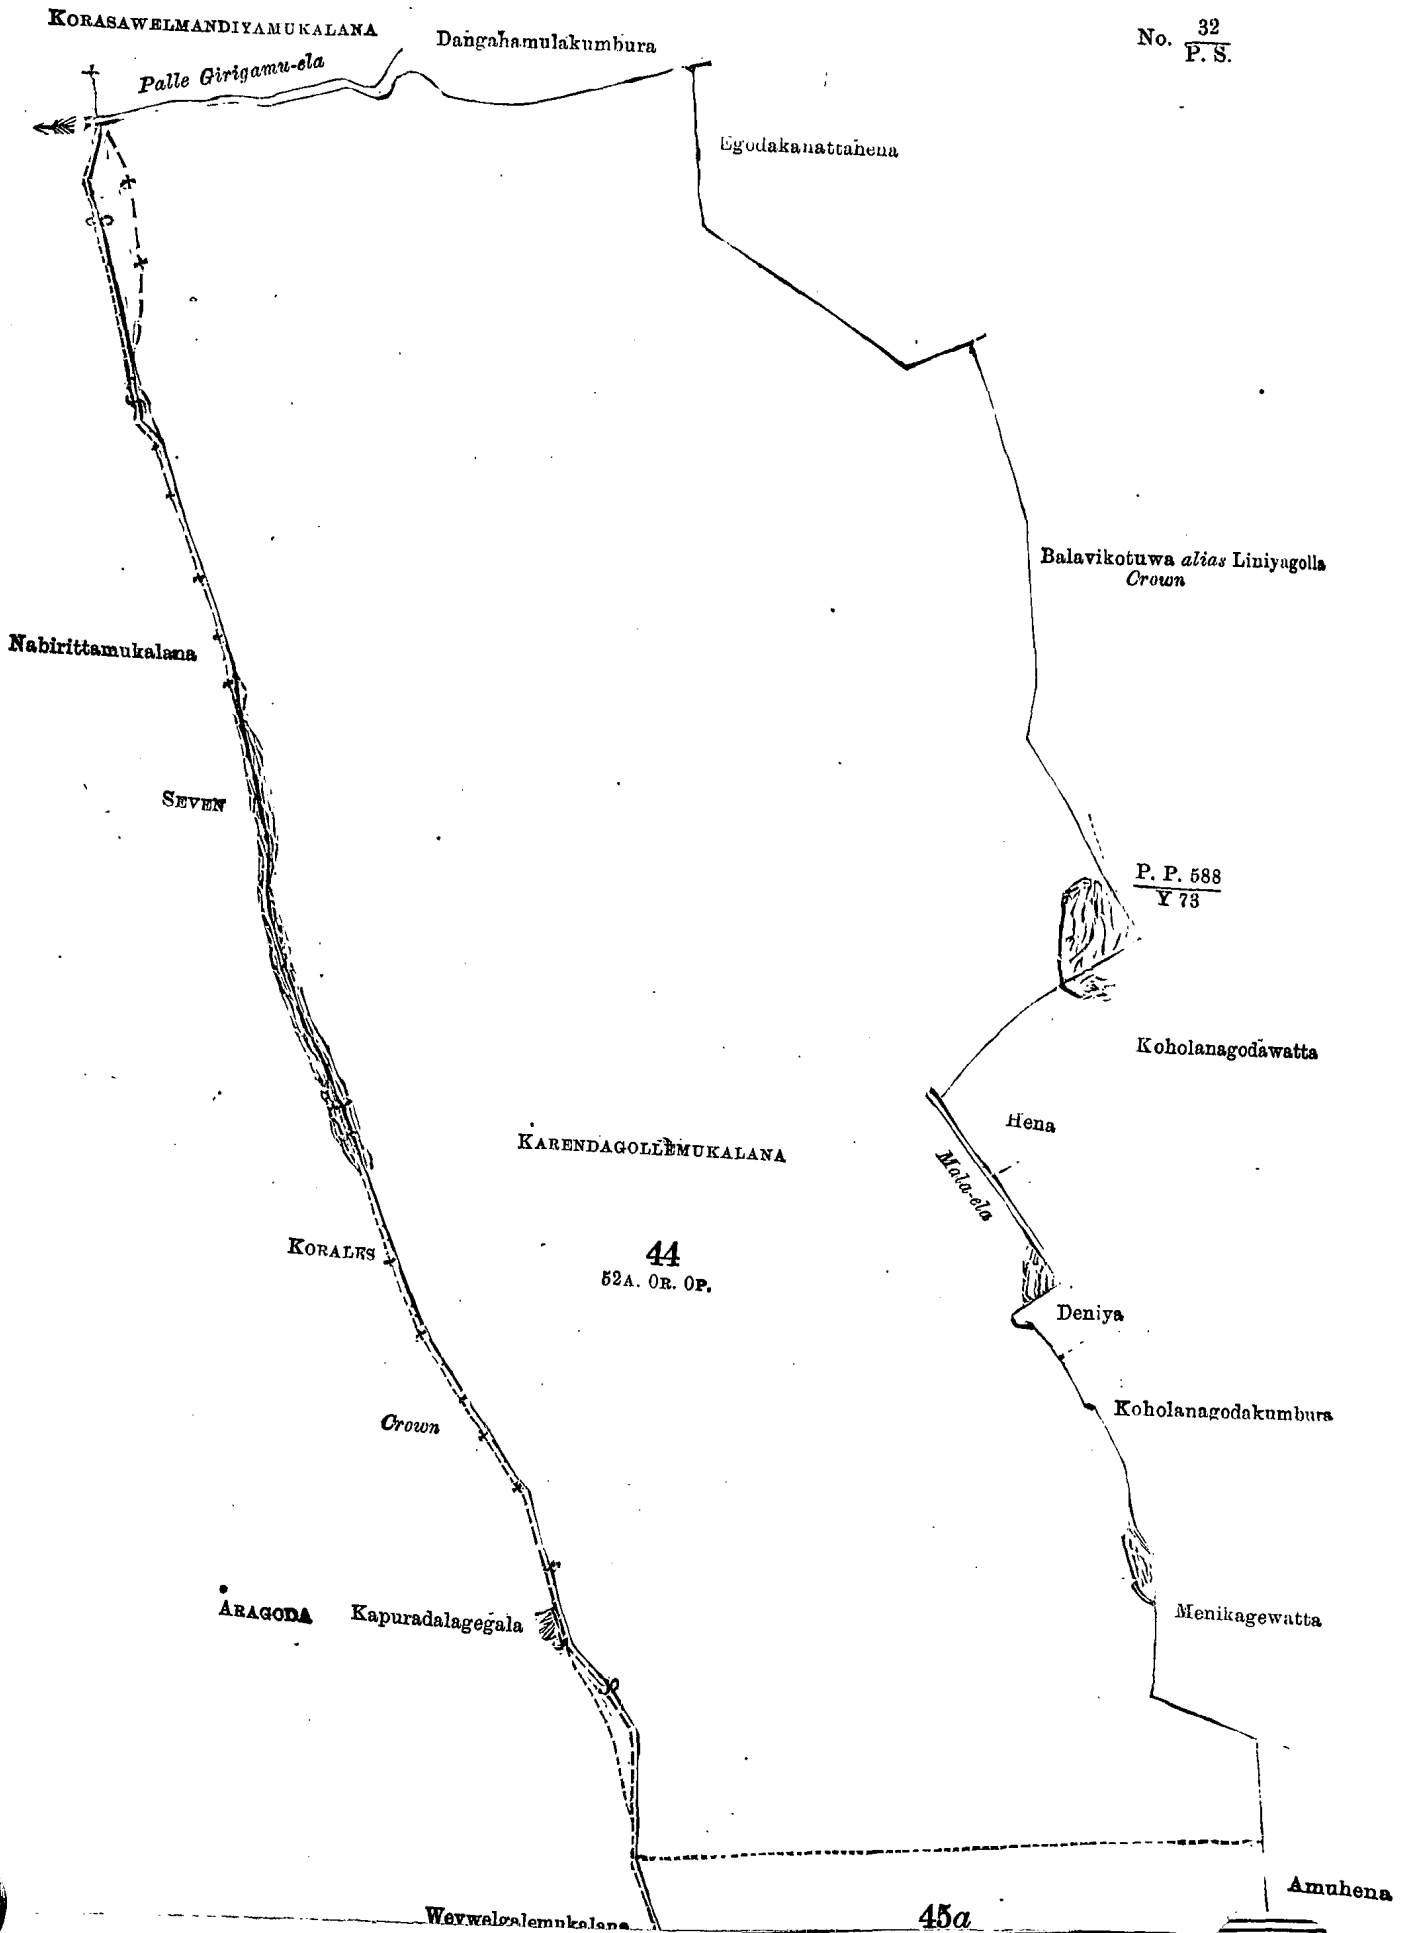 KORASAWELMANDIYAMUKALANA
Dangahamulakumbura
No. 32
P. S.
Palle Girigamu-ela
Egodakanattahena
Balavikotuwa alias Liniyagolla
Crown
Nabirittamukalana
SEVEN
P. P. 588
Y 73
Koholanagodawatta
Hena
KARENDAGOLLEMUKALANA
Mala-ela
KORALES
44
52A. 0R. 0P.
Deniya
Crown
Koholanagodakumbura
ARAGODA
Kapuradalagegala
Menikagewatta
Amuhena
Wevwelgalemukalana
45a